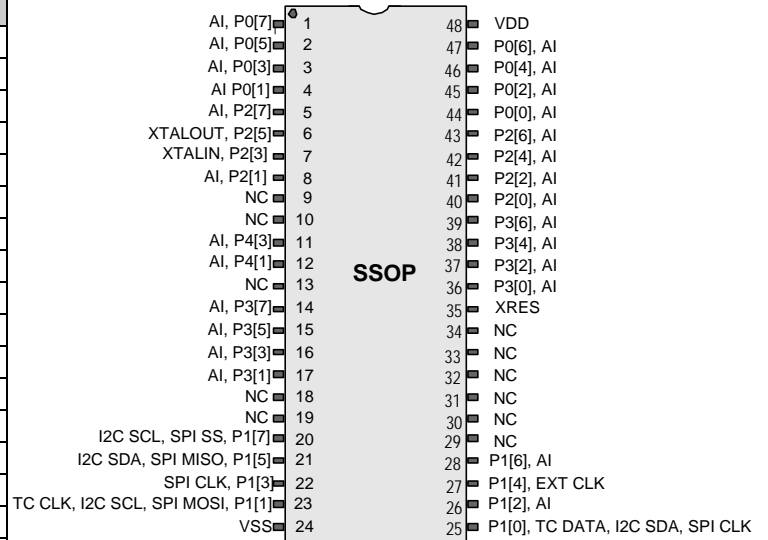 AI, P0[7] 1 48 VDD
AI, P0[5] 2 47 P0[6], AI
AI, P0[3] 3 46 P0[4], AI
AI P0[1] 4 45 P0[2], AI
AI, P2[7] 5 44 P0[0], AI
XTALOUT, P2[5] 6 43 P2[6], AI
XTALIN, P2[3] 7 42 P2[4], AI
AI, P2[1] 8 41 P2[2], AI
NC 9 40 P2[0], AI
NC 10 39 P3[6], AI
AI, P4[3] 11 38 P3[4], AI
AI, P4[1] 12 37 P3[2], AI
SSOP
NC 13 36 P3[0], AI
AI, P3[7] 14 35 XRES
AI, P3[5] 15 34 NC
AI, P3[3] 16 33 NC
AI, P3[1] 17 32 NC
NC 18 31 NC
NC 19 30 NC
I2C SCL, SPI SS, P1[7] 20 29 NC
I2C SDA, SPI MISO, P1[5] 21 28 P1[6], AI
SPI CLK, P1[3] 22 27 P1[4], EXT CLK
TC CLK, I2C SCL, SPI MOSI, P1[1] 23 26 P1[2], AI
VSS 24 25 P1[0], TC DATA, I2C SDA, SPI CLK